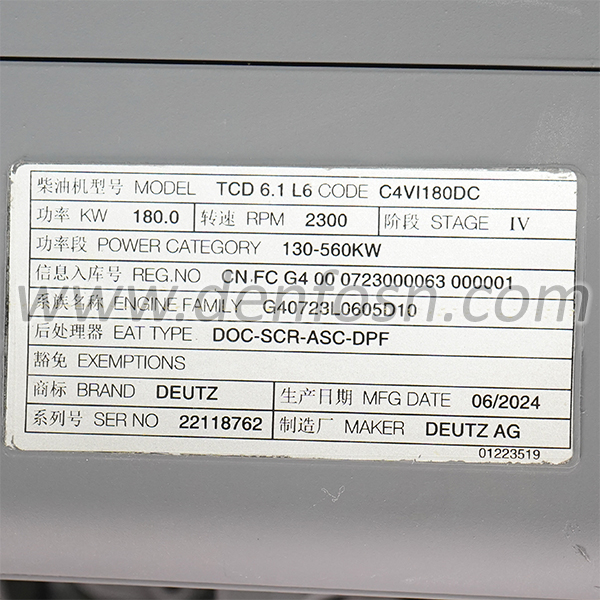 柴油机型号 MODEL TCD 6.1 L6 CODE C4VI180DC
功率 KW 180.0 转速 RPM 2300 阶段 STAGE IV
功率段 POWER CATEGORY 130-560KW
信息入库号 REG.NO CN FC G4 00 0723000063 000001
系族名称 ENGINE FAMILY G40723L0605D10
www.denfosn.com
后处理器 EAT TYPE DOC-SCR-ASC-DPF
豁免 EXEMPTIONS
商标 BRAND DEUTZ 生产日期 MFG DATE 06/2024
系列号 SER NO 22118762 制造厂 MAKER DEUTZ AG
01223519